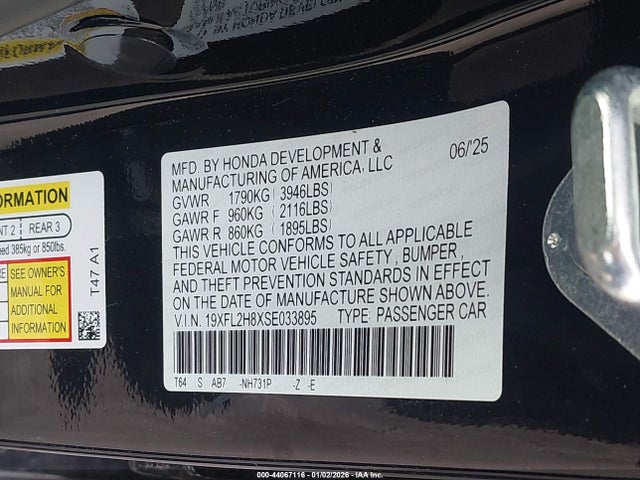 MFD. BY HONDA DEVELOPMENT & 06/'25
MANUFACTURING OF AMERICA, LLC
GVWR 1790KG ( 3946LBS)
GAWR F 960KG ( 2116LBS)
GAWR R 860KG ( 1895LBS)
THIS VEHICLE CONFORMS TO ALL APPLICABLE
FEDERAL MOTOR VEHICLE SAFETY , BUMPER,
AND THEFT PREVENTION STANDARDS IN EFFECT
ON THE DATE OF MANUFACTURE SHOWN ABOVE.
V.I.N. 19XFL2H8XSE033895 TYPE: PASSENGER CAR
T64 S AB7 -NH731P -Z -E
ORMATION
2 REAR 3
385kg or 850lbs.
SEE OWNER'S
MANUAL FOR
ADDITIONAL
INFORMATION
T47 A1
000-44067116 - 01/02/2026 - IAA Inc.